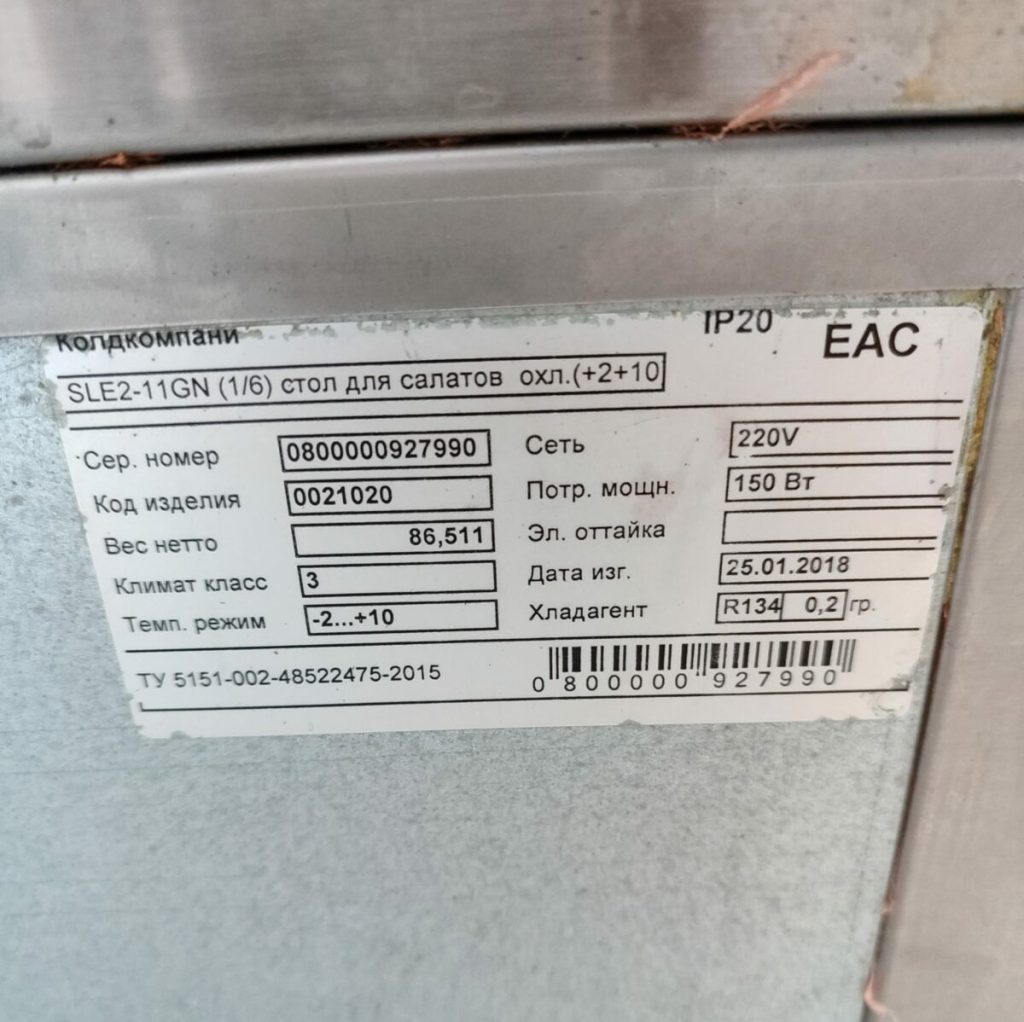 Колдкомпани IP20 EAC
SLE2-11GN (1/6) стол для салатов охл.(+2+10
Сер. номер 0800000927990 Сеть 220V
Код изделия 0021020 Потр. мощн. 150 Вт
Вес нетто 86,511 Эл. оттайка
Климат класс 3 Дата изг. 25.01.2018
Темп. режим -2...+10 Хладагент R134 0,2 гр.
ТУ 5151-002-48522475-2015 0 800000 927990